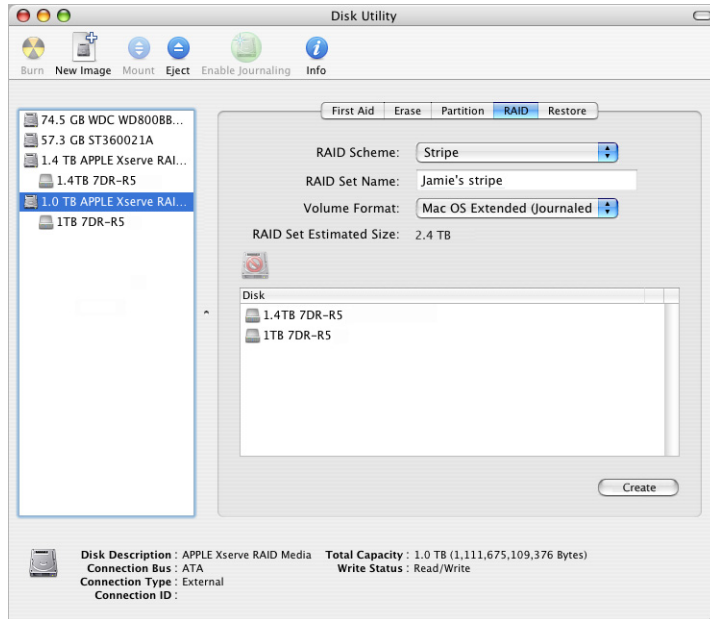 Disk Utility
Burn New Image Mount Eject Enable Journaling Info
First Aid Erase Partition RAID Restore
74.5 GB WDC WD800BB...
57.3 GB ST360021A
1.4 TB APPLE Xserve RAI...
1.4TB 7DR-R5
1.0 TB APPLE Xserve RAI...
1TB 7DR-R5
RAID Scheme: Stripe
RAID Set Name: Jamie's stripe
Volume Format: Mac OS Extended (Journaled
RAID Set Estimated Size: 2.4 TB
Disk
1.4TB 7DR-R5
1TB 7DR-R5
Create
Disk Description : APPLE Xserve RAID Media Total Capacity : 1.0 TB (1,111,675,109,376 Bytes)
Connection Bus : ATA Write Status : Read/Write
Connection Type : External
Connection ID :